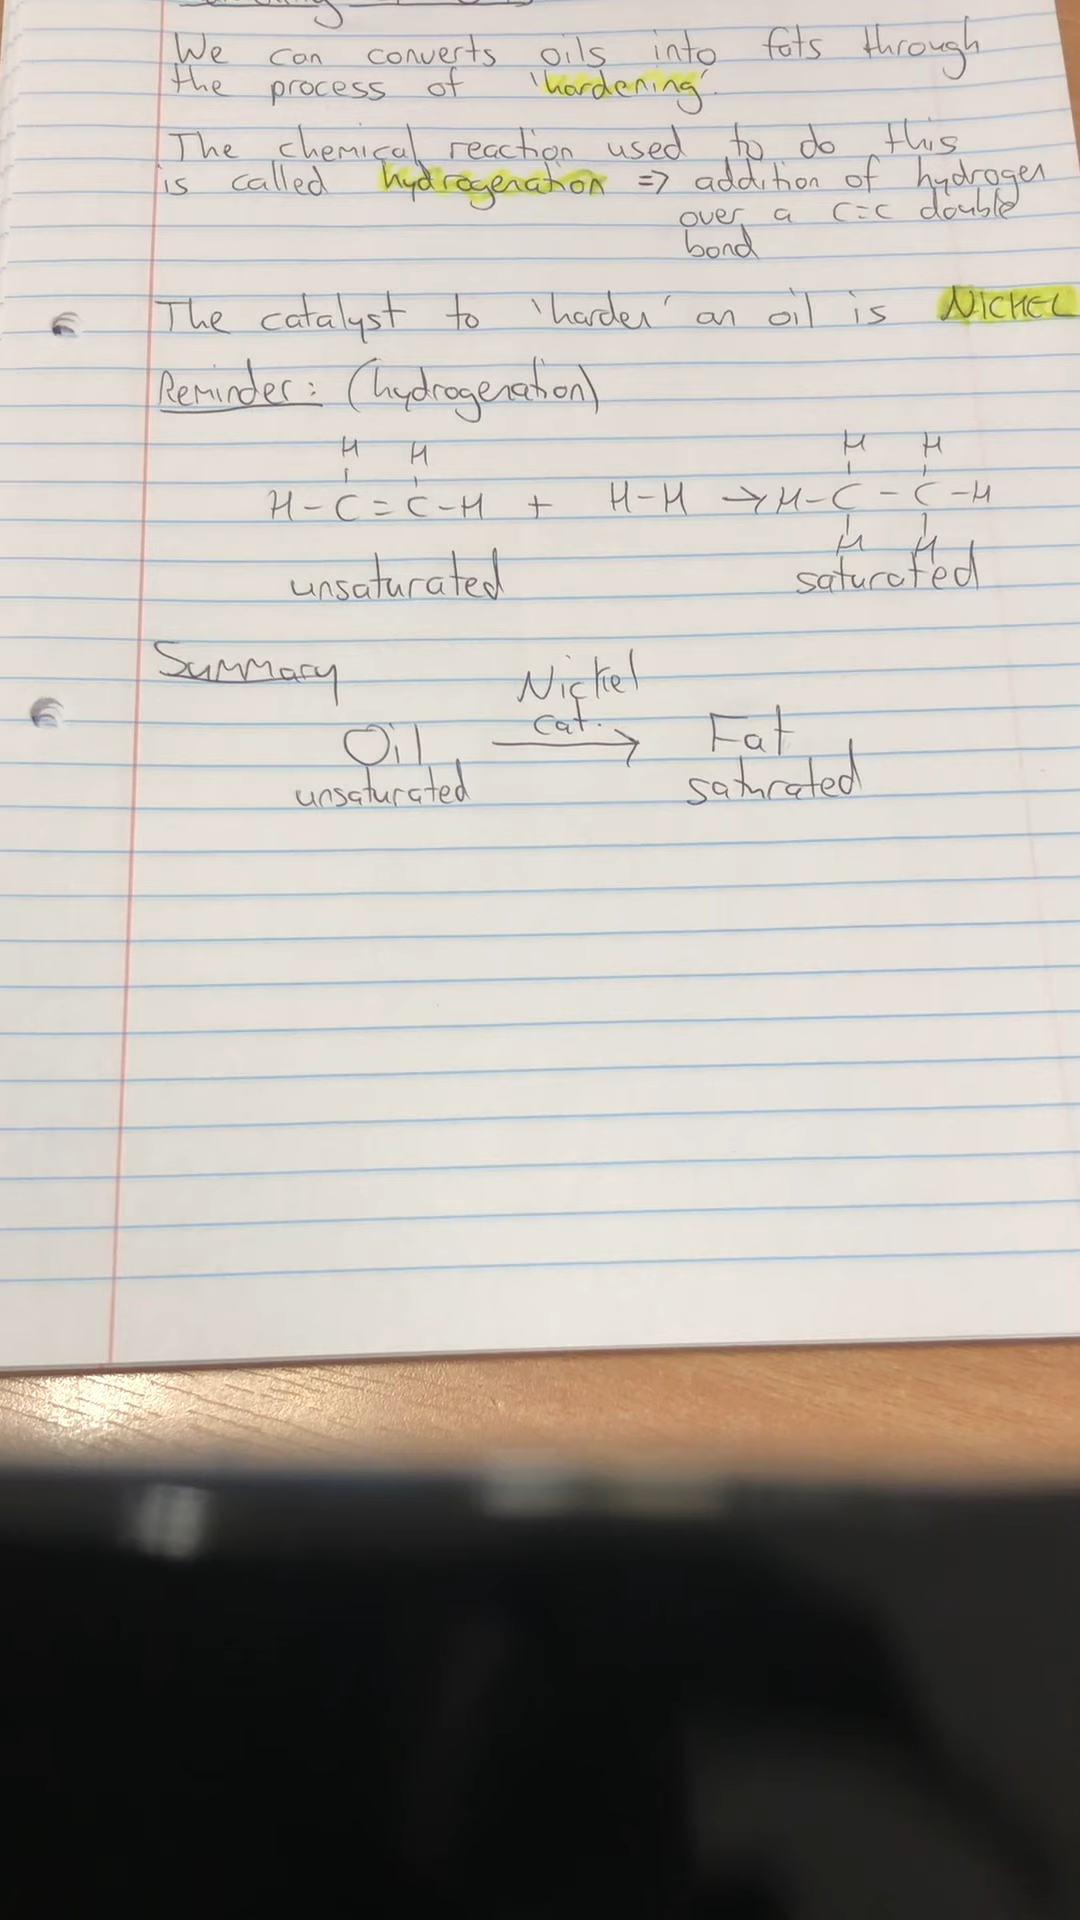 We can converts oils into fats through
the process of 'hardening'.
The chemical reaction used to do this
is called hydrogenation => addition of hydrogen
over a C=C double
bond
The catalyst to 'harden' an oil is NICKEL
Reminder: (hydrogenation)
H H H H
H-C=C-H + H-H → H-C-C-H
H H
unsaturated saturated
Summary
Nickel
cat.
Oil → Fat
unsaturated saturated